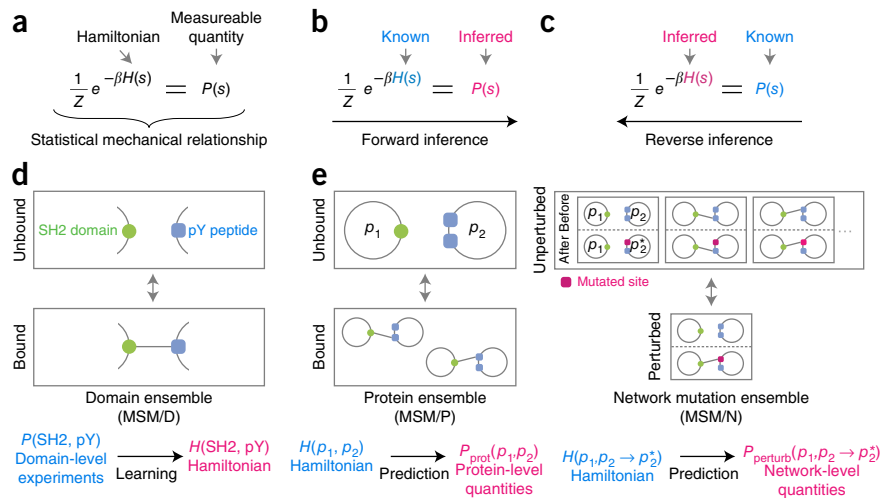 a
Hamiltonian
Measureable
quantity
1/Z e^−βH(s) = P(s)
Statistical mechanical relationship
b
Known
Inferred
1/Z e^−βH(s) = P(s)
Forward inference
c
Inferred
Known
1/Z e^−βH(s) = P(s)
Reverse inference
d
Unbound
SH2 domain
pY peptide
Bound
Domain ensemble
(MSM/D)
P(SH2, pY)
Domain-level
experiments
Learning
H(SH2, pY)
Hamiltonian
e
Unbound
p1
p2
Bound
Protein ensemble
(MSM/P)
H(p1, p2)
Hamiltonian
Prediction
Pprot(p1,p2)
Protein-level
quantities
Unperturbed
After Before
p1 p2
p1 p2*
...
Mutated site
Perturbed
Network mutation ensemble
(MSM/N)
H(p1,p2 → p2*)
Hamiltonian
Prediction
Pperturb(p1,p2 → p2*)
Network-level
quantities